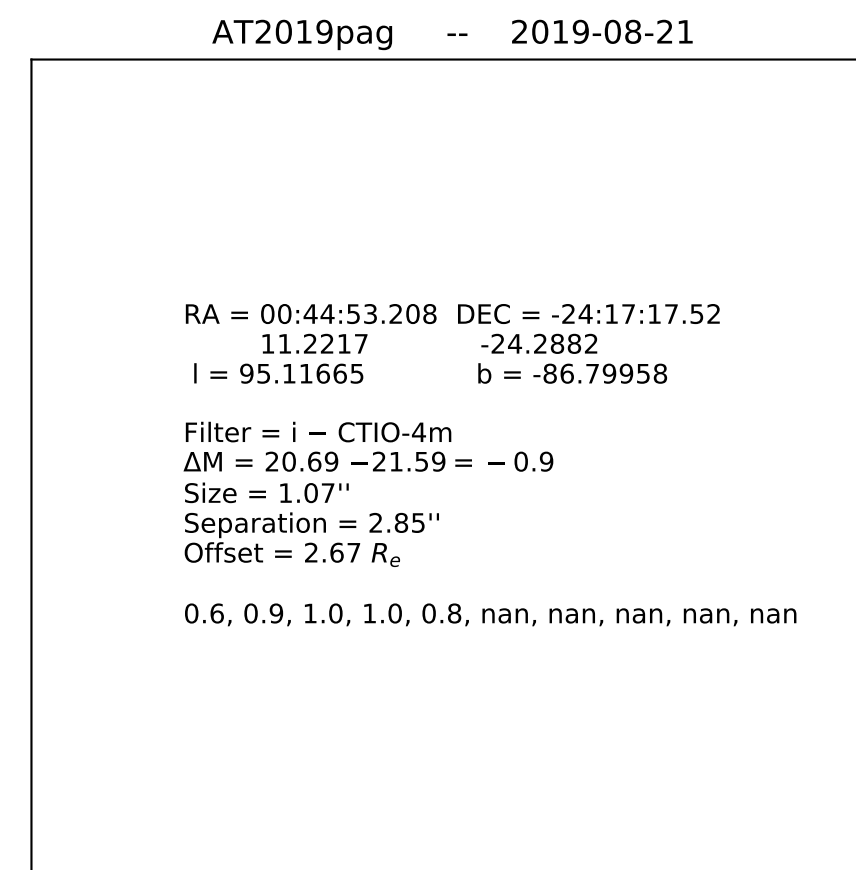 AT2019pag -- 2019-08-21
RA = 00:44:53.208 DEC = -24:17:17.52
11.2217 -24.2882
l = 95.11665 b = -86.79958
Filter = i − CTIO-4m
ΔM = 20.69 −21.59 = − 0.9
Size = 1.07''
Separation = 2.85''
Offset = 2.67 Rₑ
0.6, 0.9, 1.0, 1.0, 0.8, nan, nan, nan, nan, nan